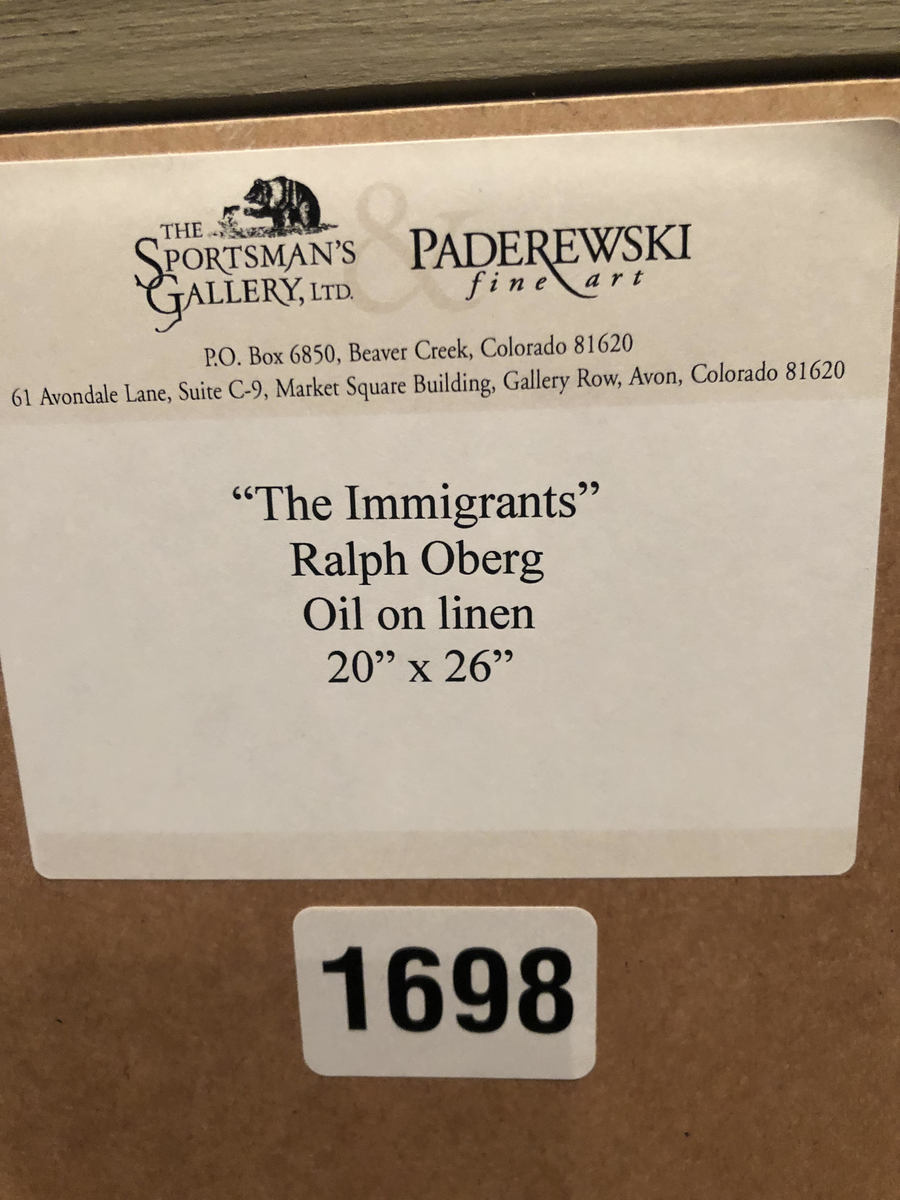 THE
SPORTSMAN'S
GALLERY, LTD.
&
PADEREWSKI
fine art
P.O. Box 6850, Beaver Creek, Colorado 81620
61 Avondale Lane, Suite C-9, Market Square Building, Gallery Row, Avon, Colorado 81620
“The Immigrants”
Ralph Oberg
Oil on linen
20” x 26”
1698